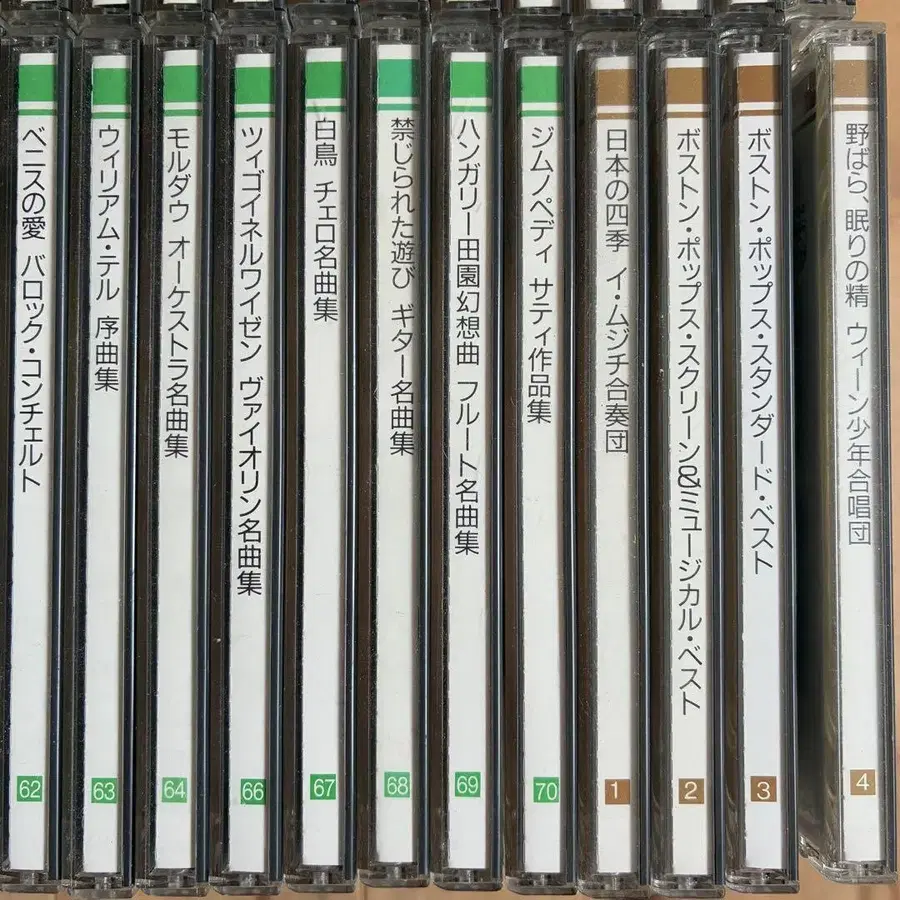 ベニスの愛 バロック・コンチェルト
62
ウィリアム・テル 序曲集
63
モルダウ オーケストラ名曲集
64
ツィゴイネルワイゼン ヴァイオリン名曲集
66
白鳥 チェロ名曲集
67
禁じられた遊び ギター名曲集
68
ハンガリー田園幻想曲 フルート名曲集
69
ジムノペディ サティ作品集
70
日本の四季 イ・ムジチ合奏団
1
ボストン・ポップス・スクリーン&ミュージカル・ベスト
2
ボストン・ポップス・スタンダード・ベスト
3
野ばら、眠りの精 ウィーン少年合唱団
4